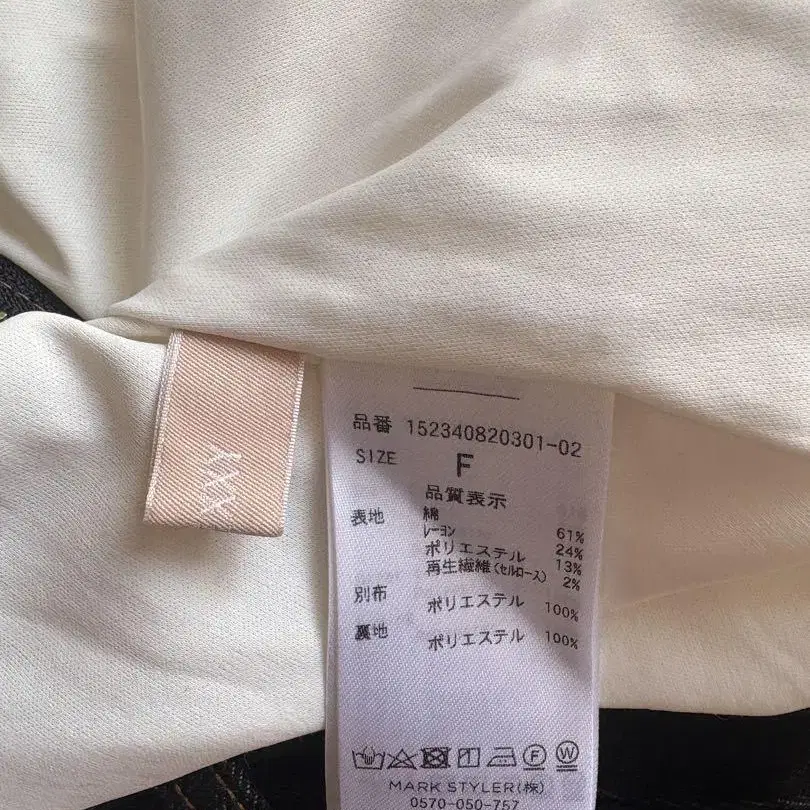 XXY
品番 152340820301-02
SIZE F
品質表示
表地 綿 61%
レーヨン 24%
ポリエステル 13%
再生繊維(セルロース) 2%
別布 ポリエステル 100%
裏地 ポリエステル 100%
F W
MARK STYLER(株)
0570-050-757